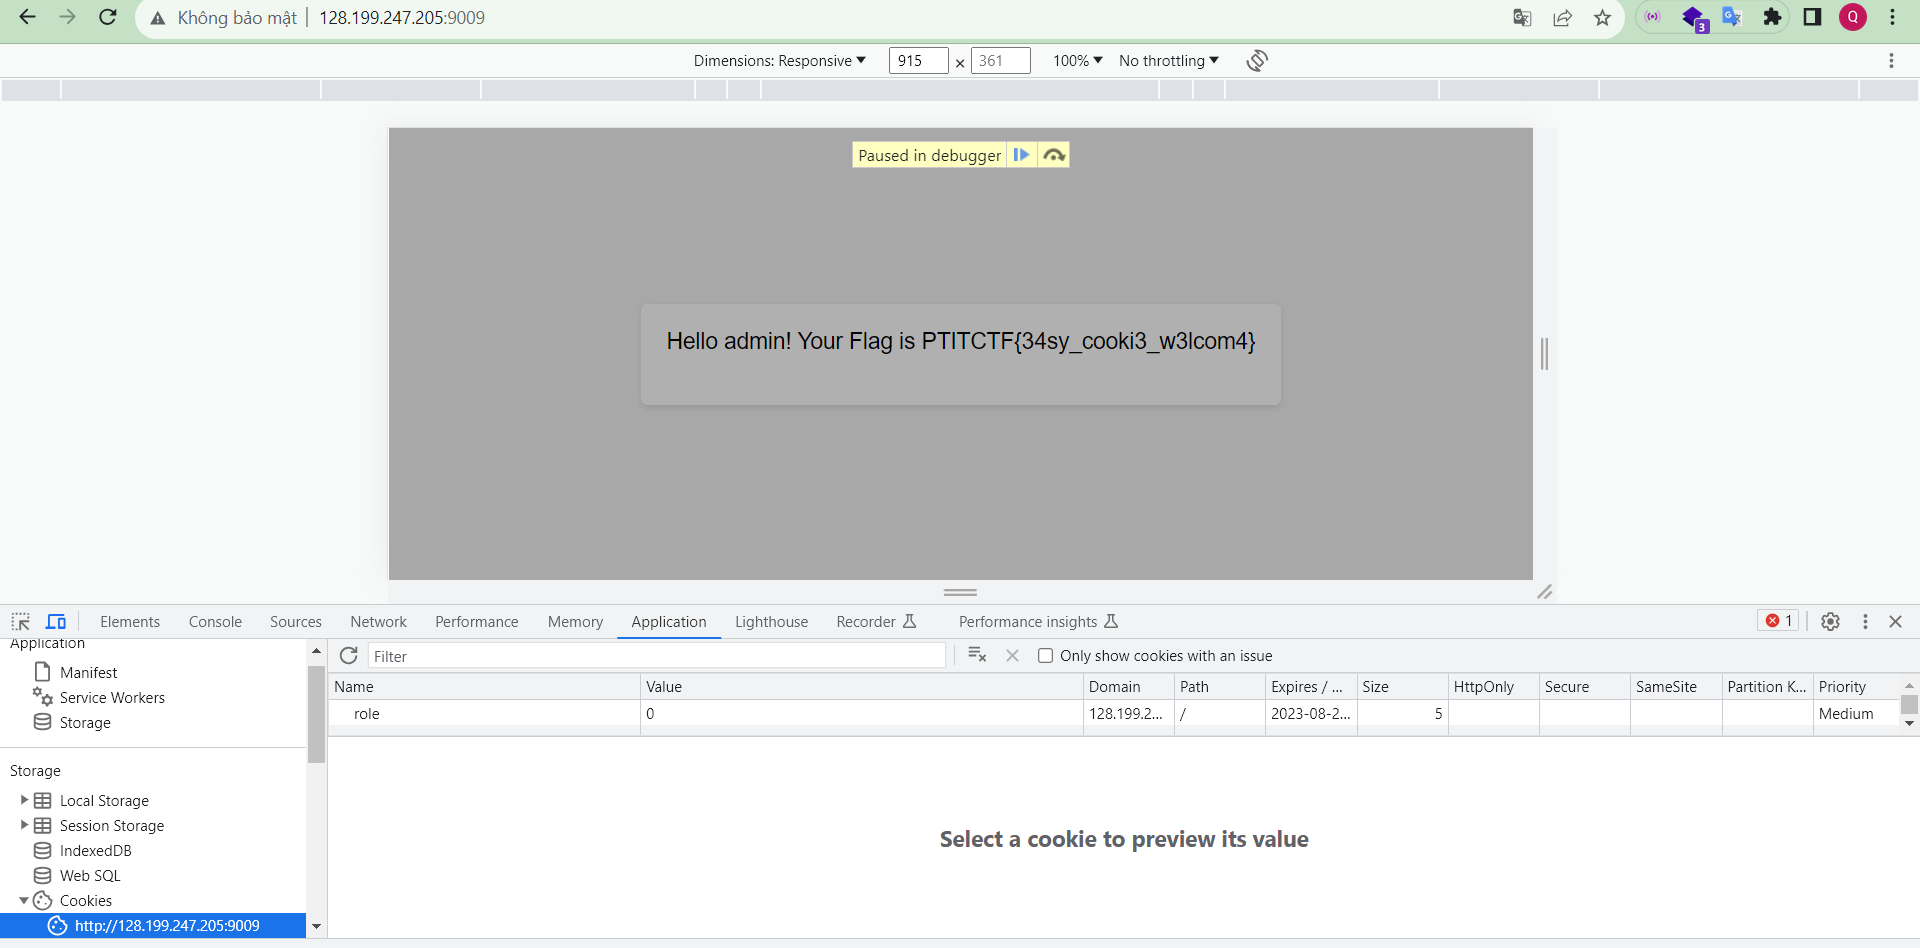 Không bảo mật | 128.199.247.205:9009
3
Q
Dimensions: Responsive 915 × 361 100% No throttling
Paused in debugger
Hello admin! Your Flag is PTITCTF{34sy_cooki3_w3lcom4}
Elements Console Sources Network Performance Memory Application Lighthouse Recorder Performance insights 1
Application
Manifest
Service Workers
Storage
Storage
Local Storage
Session Storage
IndexedDB
Web SQL
Cookies
http://128.199.247.205:9009
Filter Only show cookies with an issue
Name Value Domain Path Expires / ... Size HttpOnly Secure SameSite Partition K... Priority
role 0 128.199.2... / 2023-08-2... 5 Medium
Select a cookie to preview its value